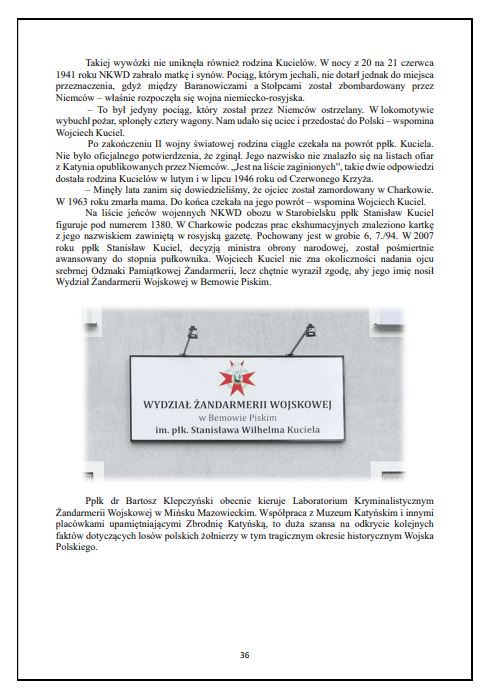 Takiej wywózki nie uniknęła również rodzina Kucielów. W nocy z 20 na 21 czerwca
1941 roku NKWD zabrało matkę i synów. Pociąg, którym jechali, nie dotarł jednak do miejsca
przeznaczenia, gdyż między Baranowiczami a Stołpcami został zbombardowany przez
Niemców – właśnie rozpoczęła się wojna niemiecko-rosyjska.
– To był jedyny pociąg, który został przez Niemców ostrzelany. W lokomotywie
wybuchł pożar, spłonęły cztery wagony. Nam udało się uciec i przedostać do Polski – wspomina
Wojciech Kuciel.
Po zakończeniu II wojny światowej rodzina ciągle czekała na powrót ppłk. Kuciela.
Nie było oficjalnego potwierdzenia, że zginął. Jego nazwisko nie znalazło się na listach ofiar
z Katynia opublikowanych przez Niemców. „Jest na liście zaginionych”, takie dwie odpowiedzi
dostała rodzina Kucielów w lutym i w lipcu 1946 roku od Czerwonego Krzyża.
– Minęły lata zanim się dowiedzieliśmy, że ojciec został zamordowany w Charkowie.
W 1963 roku zmarła mama. Do końca czekała na jego powrót – wspomina Wojciech Kuciel.
Na liście jeńców wojennych NKWD obozu w Starobielsku ppłk Stanisław Kuciel
figuruje pod numerem 1380. W Charkowie podczas prac ekshumacyjnych znaleziono kartkę
z jego nazwiskiem zawiniętą w rosyjską gazetę. Pochowany jest w grobie 6, 7./94. W 2007
roku ppłk Stanisław Kuciel, decyzją ministra obrony narodowej, został pośmiertnie
awansowany do stopnia pułkownika. Wojciech Kuciel nie zna okoliczności nadania ojcu
srebrnej Odznaki Pamiątkowej Żandarmerii, lecz chętnie wyraził zgodę, aby jego imię nosił
Wydział Żandarmerii Wojskowej w Bemowie Piskim.
WYDZIAŁ ŻANDARMERII WOJSKOWEJ
w Bemowie Piskim
im. płk. Stanisława Wilhelma Kuciela
Ppłk dr Bartosz Klepczyński obecnie kieruje Laboratorium Kryminalistycznym
Żandarmerii Wojskowej w Mińsku Mazowieckim. Współpraca z Muzeum Katyńskim i innymi
placówkami upamiętniającymi Zbrodnię Katyńską, to duża szansa na odkrycie kolejnych
faktów dotyczących losów polskich żołnierzy w tym tragicznym okresie historycznym Wojska
Polskiego.
36